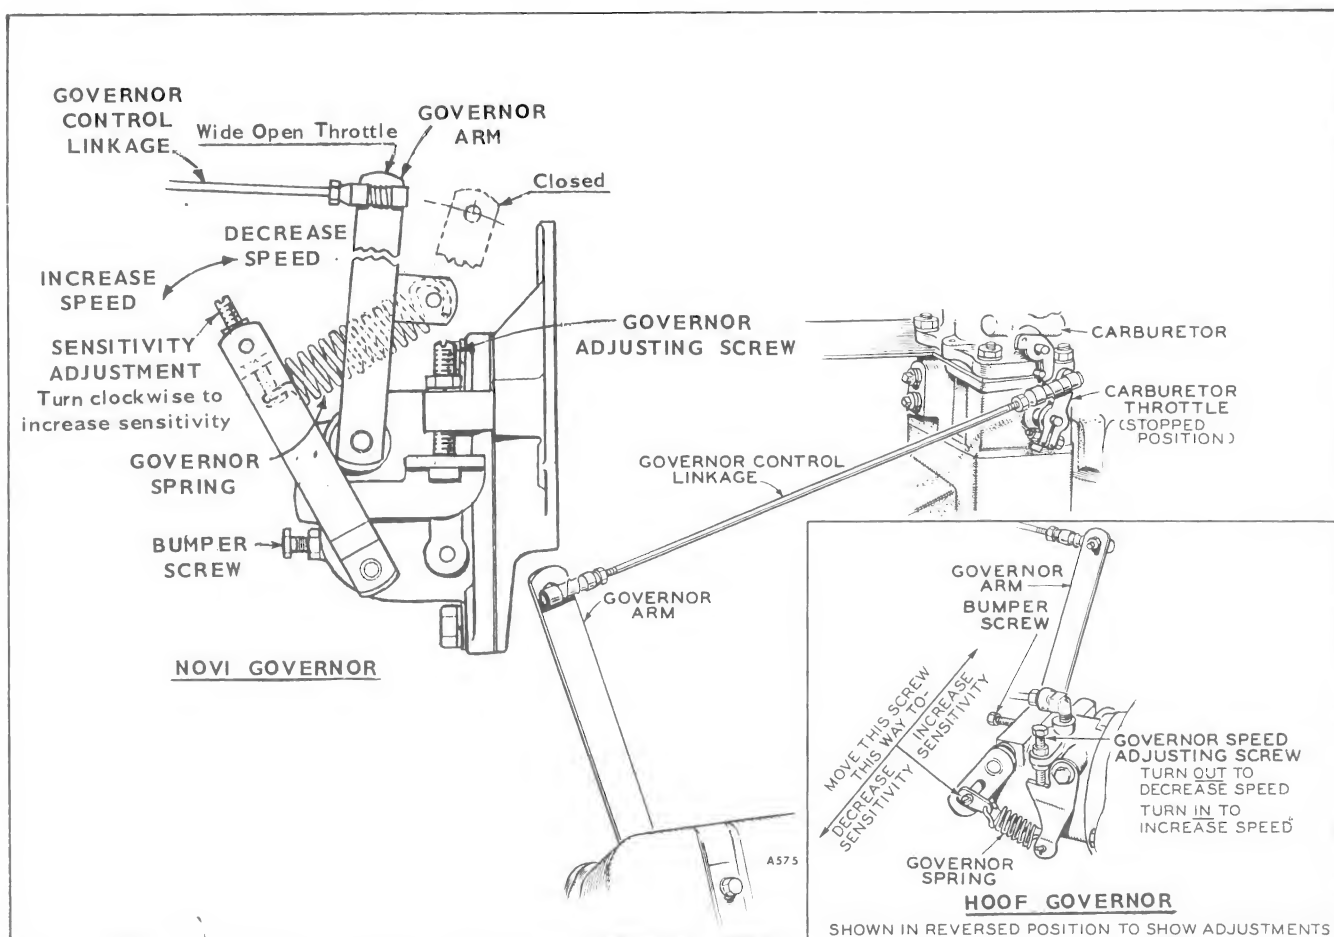 GOVERNOR
CONTROL
LINKAGE
Wide Open Throttle
GOVERNOR
ARM
Closed
DECREASE
SPEED
INCREASE
SPEED
SENSITIVITY
ADJUSTMENT
Turn clockwise to
increase sensitivity
GOVERNOR
SPRING
BUMPER
SCREW
GOVERNOR
ADJUSTING SCREW
NOVI GOVERNOR
CARBURETOR
CARBURETOR
THROTTLE
(STOPPED
POSITION)
GOVERNOR CONTROL
LINKAGE
GOVERNOR
ARM
A575
GOVERNOR
ARM
BUMPER
SCREW
MOVE THIS SCREW
THIS WAY TO-
INCREASE
SENSITIVITY
DECREASE
SENSITIVITY
GOVERNOR SPEED
ADJUSTING SCREW
TURN OUT TO
DECREASE SPEED
TURN IN TO
INCREASE SPEED
GOVERNOR
SPRING
HOOF GOVERNOR
SHOWN IN REVERSED POSITION TO SHOW ADJUSTMENTS